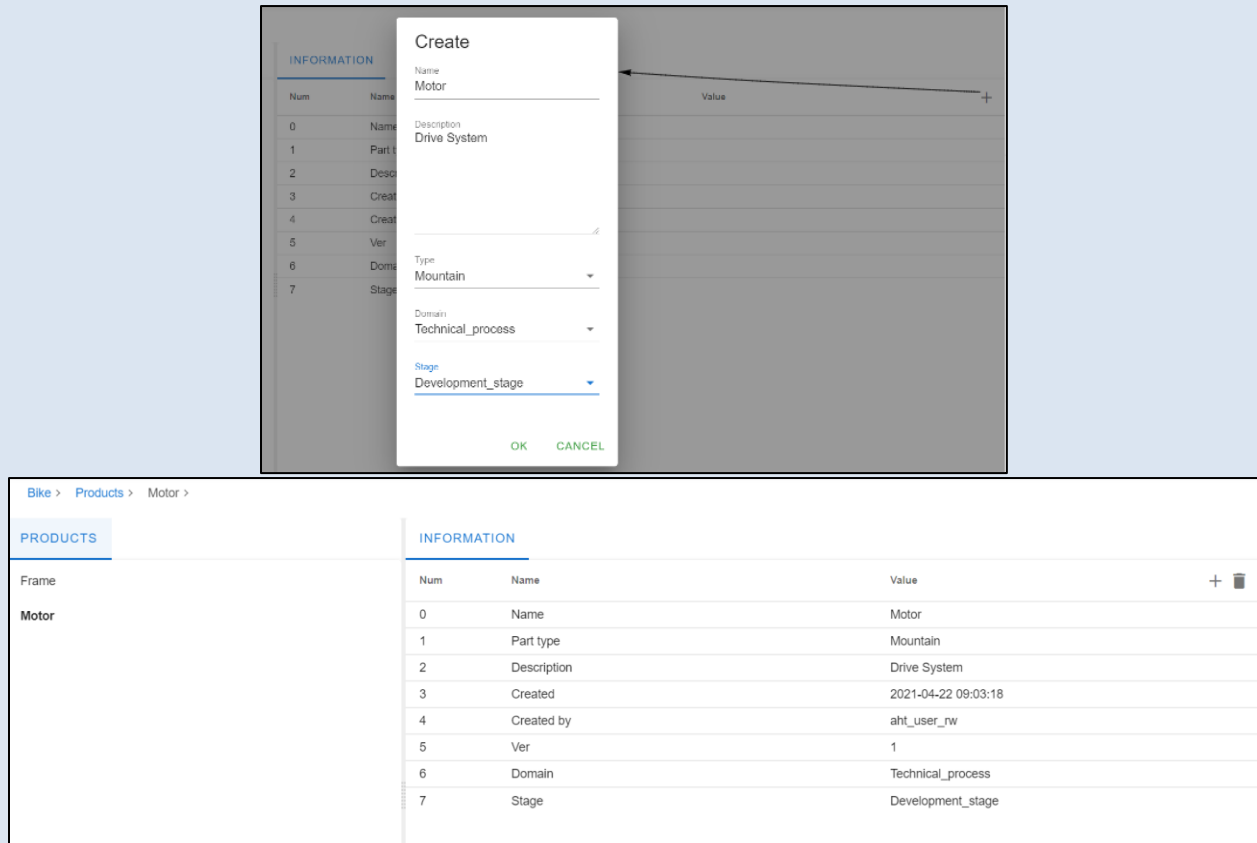 Create
INFORMATION
Name
Motor
Num Name Value +
Description
Drive System
0 Name
1 Part t
2 Descr
3 Creat
4 Creat
5 Ver
6 Doma
7 Stage
Type
Mountain
Domain
Technical_process
Stage
Development_stage
OK CANCEL
Bike > Products > Motor >
PRODUCTS
Frame
Motor
INFORMATION
Num Name Value +
0 Name Motor
1 Part type Mountain
2 Description Drive System
3 Created 2021-04-22 09:03:18
4 Created by aht_user_rw
5 Ver 1
6 Domain Technical_process
7 Stage Development_stage